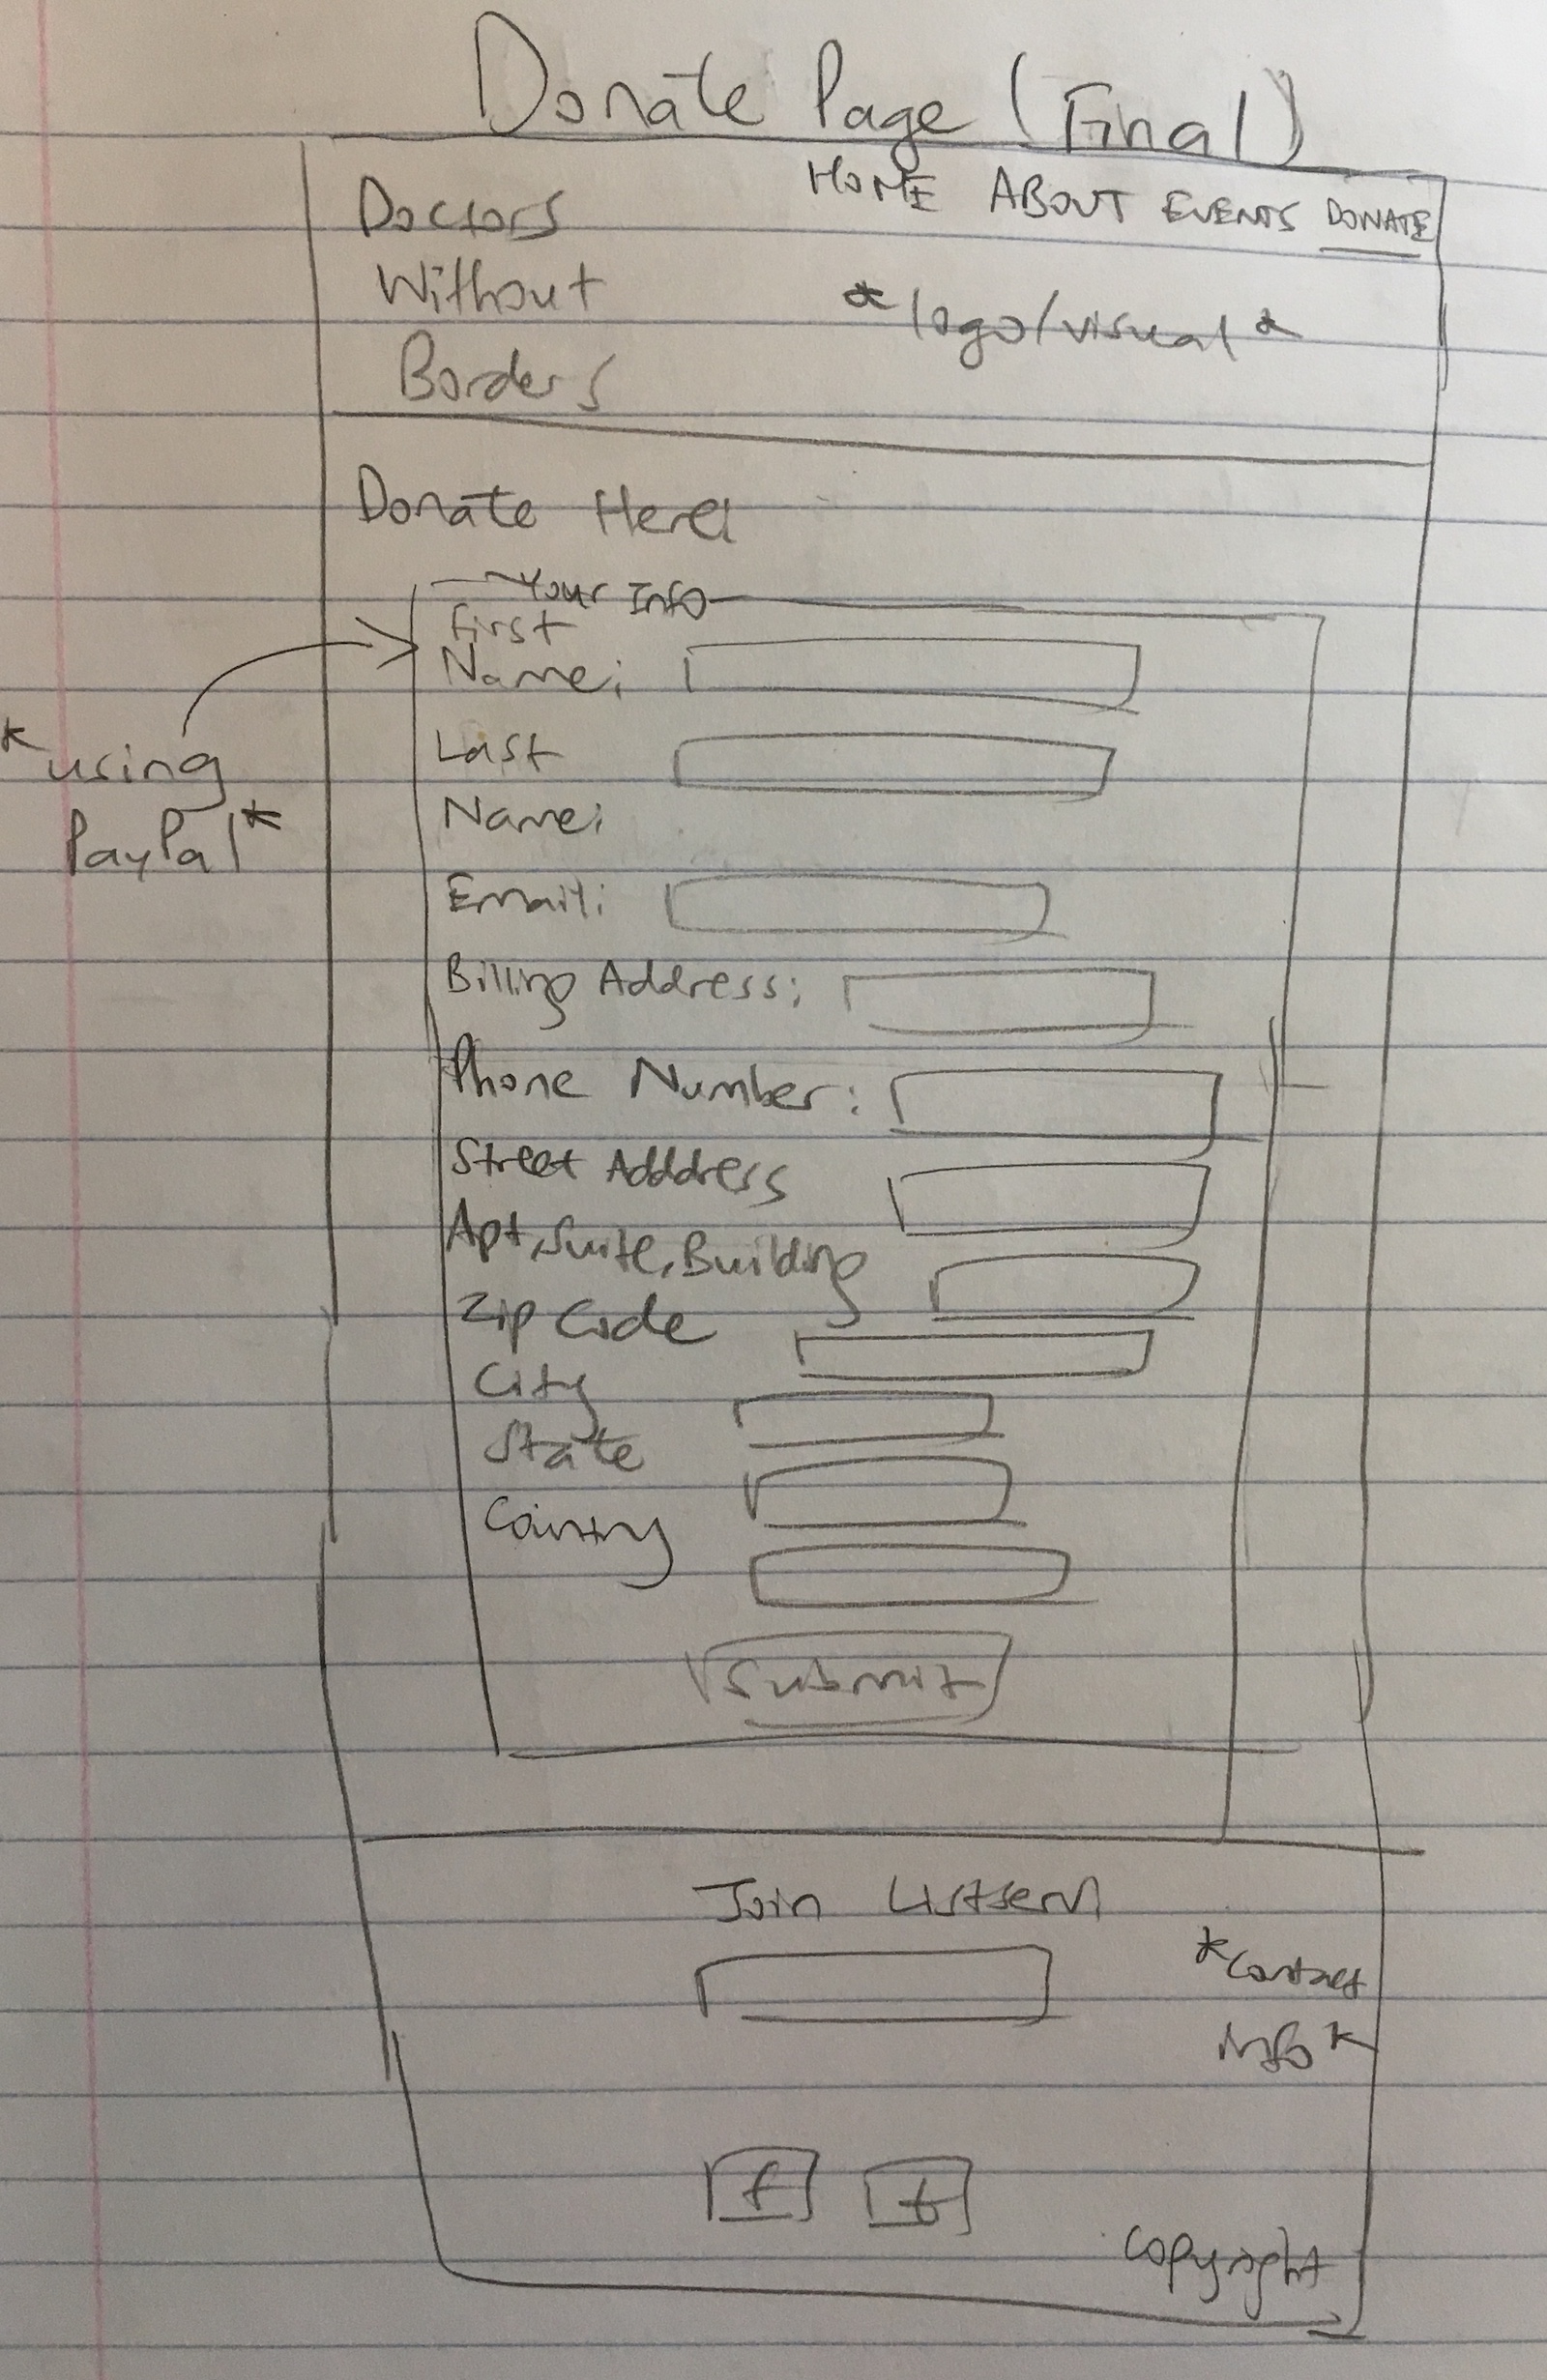 Donate Page (Final)
HOME ABOUT EVENTS DONATE
Doctors
Without
Borders
*logo/visual*
Donate Here!
Your Info
First
Name:
Last
Name:
*using
PayPal*
Email:
Billing Address:
Phone Number:
Street Adddress
Apt, Suite, Building
Zip Code
City
State
Country
Submit
Join Listserv
*contact
info*
f t
copyright